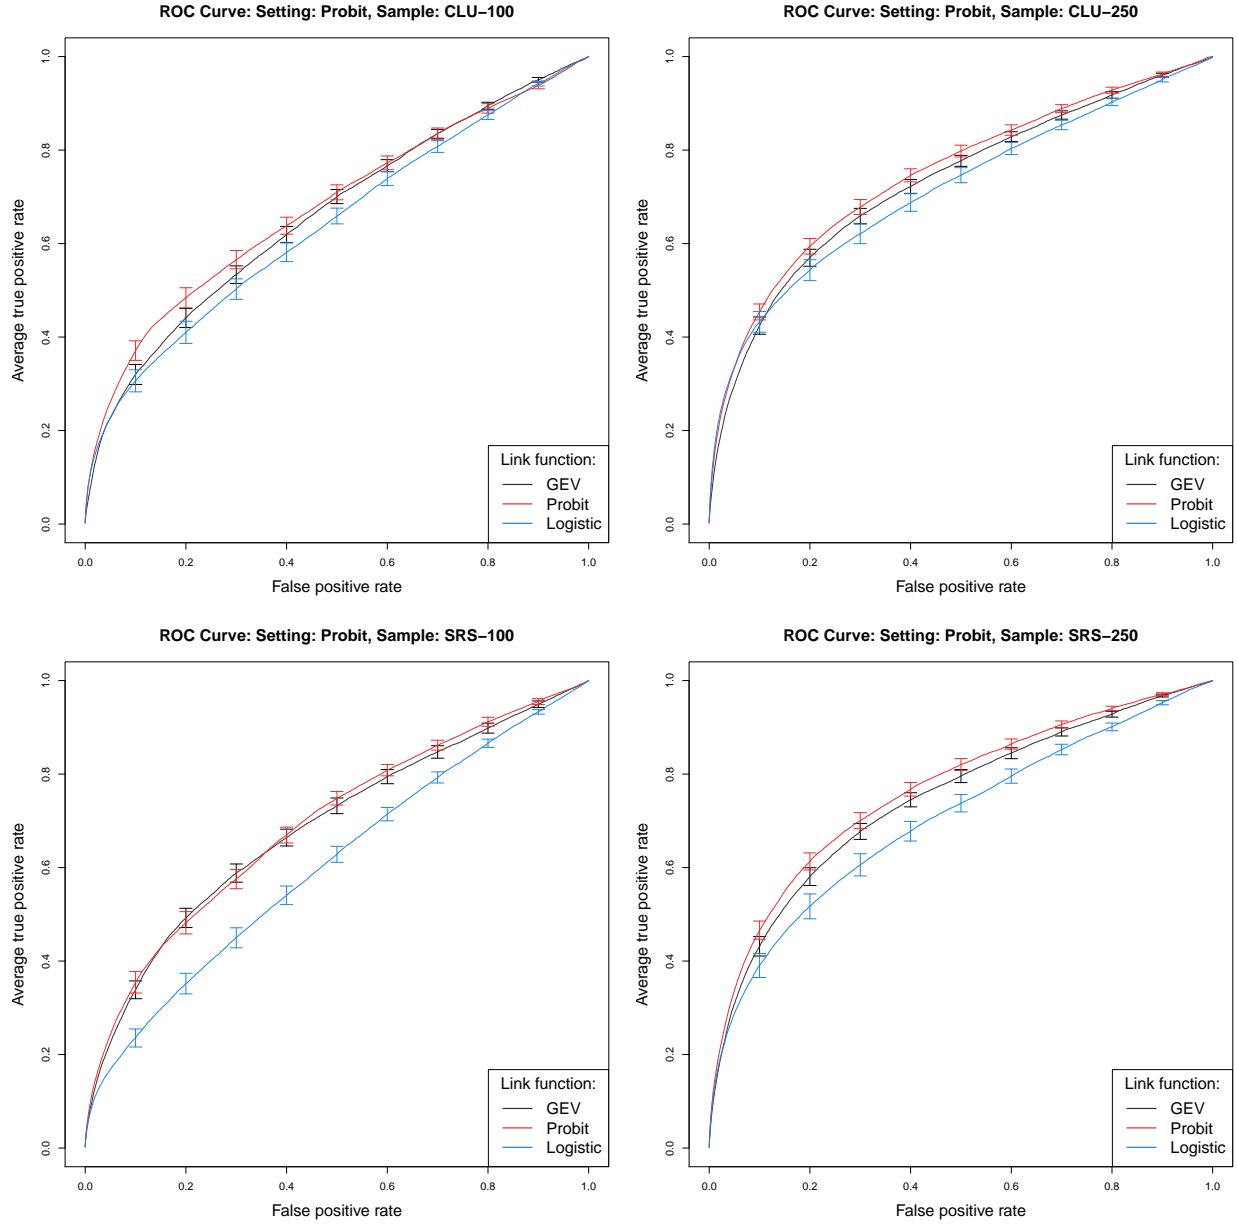 ROC Curve: Setting: Probit, Sample: CLU−100
Average true positive rate
1.0
0.8
0.6
0.4
0.2
0.0
Link function:
GEV
Probit
Logistic
0.0 0.2 0.4 0.6 0.8 1.0
False positive rate
ROC Curve: Setting: Probit, Sample: CLU−250
Average true positive rate
1.0
0.8
0.6
0.4
0.2
0.0
Link function:
GEV
Probit
Logistic
0.0 0.2 0.4 0.6 0.8 1.0
False positive rate
ROC Curve: Setting: Probit, Sample: SRS−100
Average true positive rate
1.0
0.8
0.6
0.4
0.2
0.0
Link function:
GEV
Probit
Logistic
0.0 0.2 0.4 0.6 0.8 1.0
False positive rate
ROC Curve: Setting: Probit, Sample: SRS−250
Average true positive rate
1.0
0.8
0.6
0.4
0.2
0.0
Link function:
GEV
Probit
Logistic
0.0 0.2 0.4 0.6 0.8 1.0
False positive rate